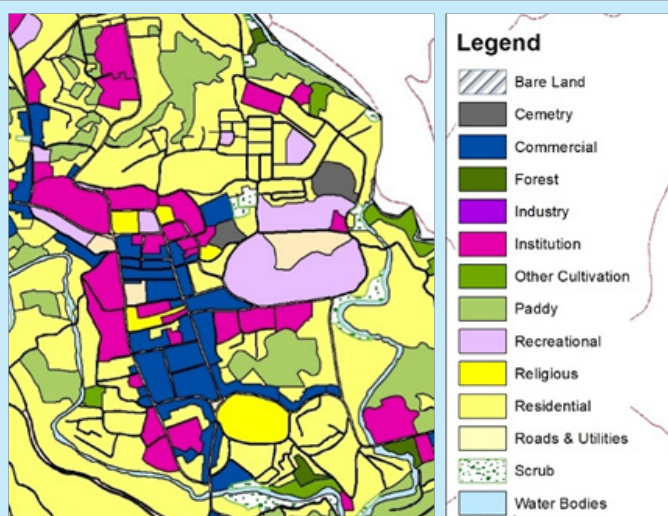 Legend
Bare Land
Cemetry
Commercial
Forest
Industry
Institution
Other Cultivation
Paddy
Recreational
Religious
Residential
Roads & Utilities
Scrub
Water Bodies